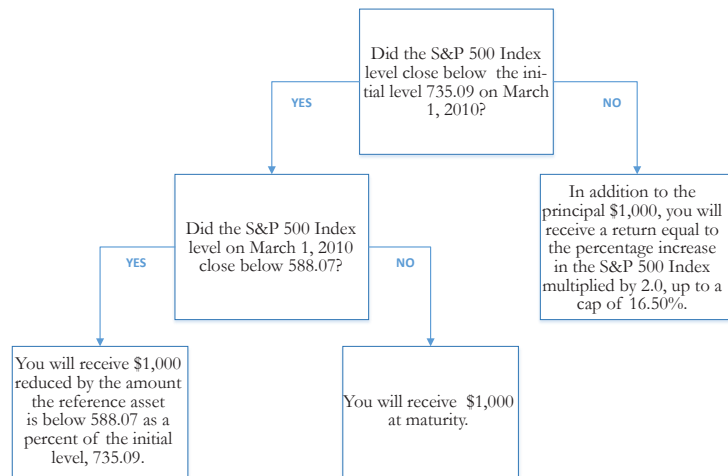 Did the S&P 500 Index
level close below the ini-
tial level 735.09 on March
1, 2010?
YES
NO
Did the S&P 500 Index
level on March 1, 2010
close below 588.07?
In addition to the
principal $1,000, you will
receive a return equal to
the percentage increase
in the S&P 500 Index
multiplied by 2.0, up to a
cap of 16.50%.
YES
NO
You will receive $1,000
reduced by the amount
the reference asset
is below 588.07 as a
percent of the initial
level, 735.09.
You will receive $1,000
at maturity.